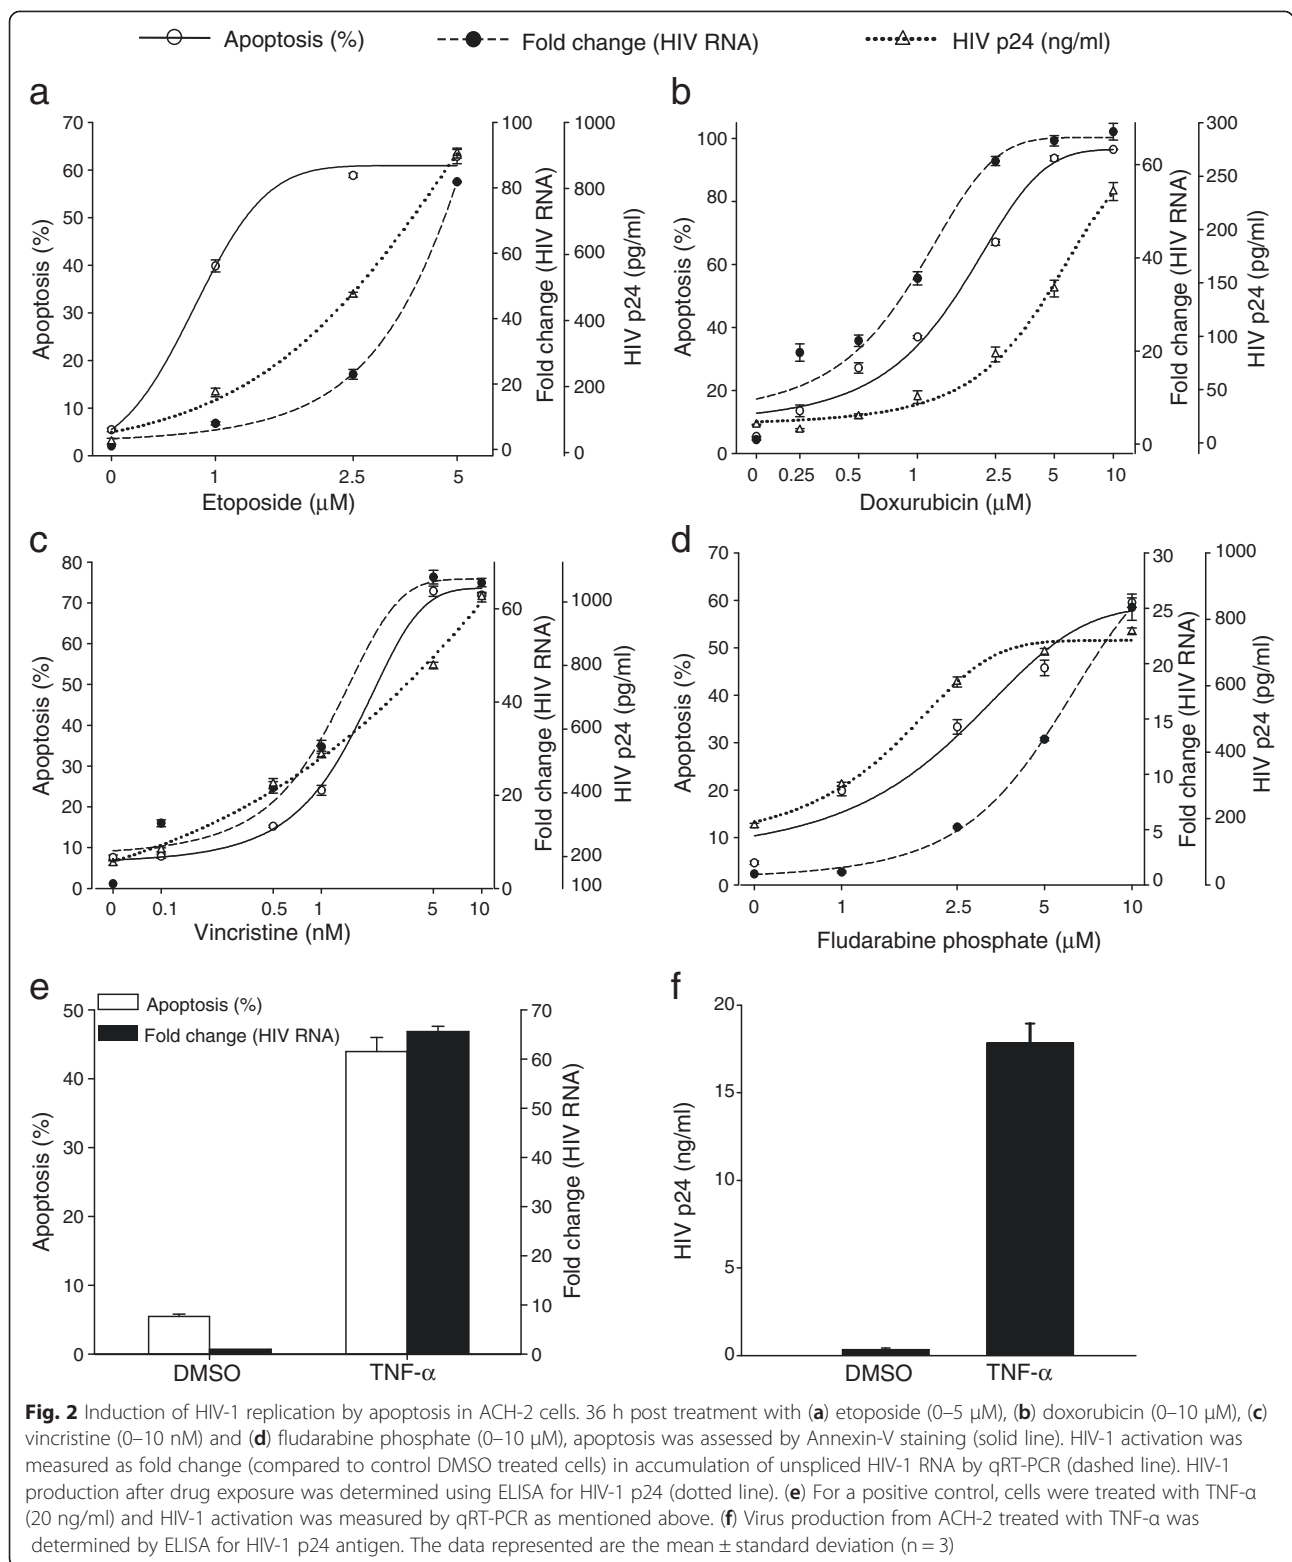 Apoptosis (%)
Fold change (HIV RNA)
HIV p24 (ng/ml)
a
70
60
50
40
30
20
10
0
Apoptosis (%)
100
80
60
40
20
0
Fold change (HIV RNA)
1000
800
600
400
200
0
HIV p24 (pg/ml)
0 1 2.5 5
Etoposide (μM)
b
100
80
60
40
20
0
Apoptosis (%)
60
40
20
0
Fold change (HIV RNA)
300
250
200
150
100
50
0
HIV p24 (pg/ml)
0 0.25 0.5 1 2.5 5 10
Doxurubicin (μM)
c
80
70
60
50
40
30
20
10
0
Apoptosis (%)
60
40
20
0
Fold change (HIV RNA)
1000
800
600
400
200
100
HIV p24 (pg/ml)
0 0.1 0.5 1 5 10
Vincristine (nM)
d
70
60
50
40
30
20
10
0
Apoptosis (%)
30
25
20
15
10
5
0
Fold change (HIV RNA)
1000
800
600
400
200
0
HIV p24 (pg/ml)
0 1 2.5 5 10
Fludarabine phosphate (μM)
e
Apoptosis (%)
Fold change (HIV RNA)
50
40
30
20
10
0
Apoptosis (%)
70
60
50
40
30
20
10
0
Fold change (HIV RNA)
DMSO TNF-α
f
20
15
10
5
0
HIV p24 (ng/ml)
DMSO TNF-α
Fig. 2 Induction of HIV-1 replication by apoptosis in ACH-2 cells. 36 h post treatment with (a) etoposide (0–5 μM), (b) doxorubicin (0–10 μM), (c)
vincristine (0–10 nM) and (d) fludarabine phosphate (0–10 μM), apoptosis was assessed by Annexin-V staining (solid line). HIV-1 activation was
measured as fold change (compared to control DMSO treated cells) in accumulation of unspliced HIV-1 RNA by qRT-PCR (dashed line). HIV-1
production after drug exposure was determined using ELISA for HIV-1 p24 (dotted line). (e) For a positive control, cells were treated with TNF-α
(20 ng/ml) and HIV-1 activation was measured by qRT-PCR as mentioned above. (f) Virus production from ACH-2 treated with TNF-α was
determined by ELISA for HIV-1 p24 antigen. The data represented are the mean ± standard deviation (n = 3)